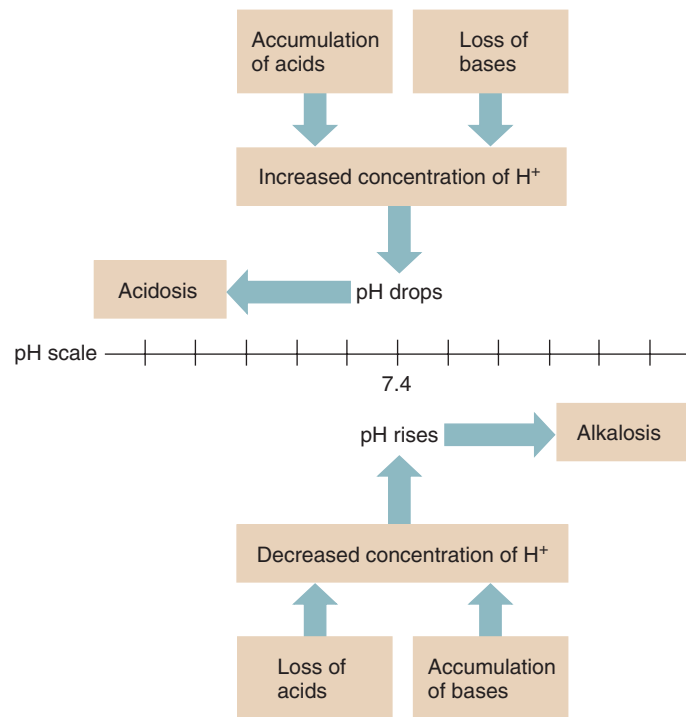 Accumulation
of acids
Loss of
bases
Increased concentration of H⁺
Acidosis
pH drops
pH scale
7.4
pH rises
Alkalosis
Decreased concentration of H⁺
Loss of
acids
Accumulation
of bases